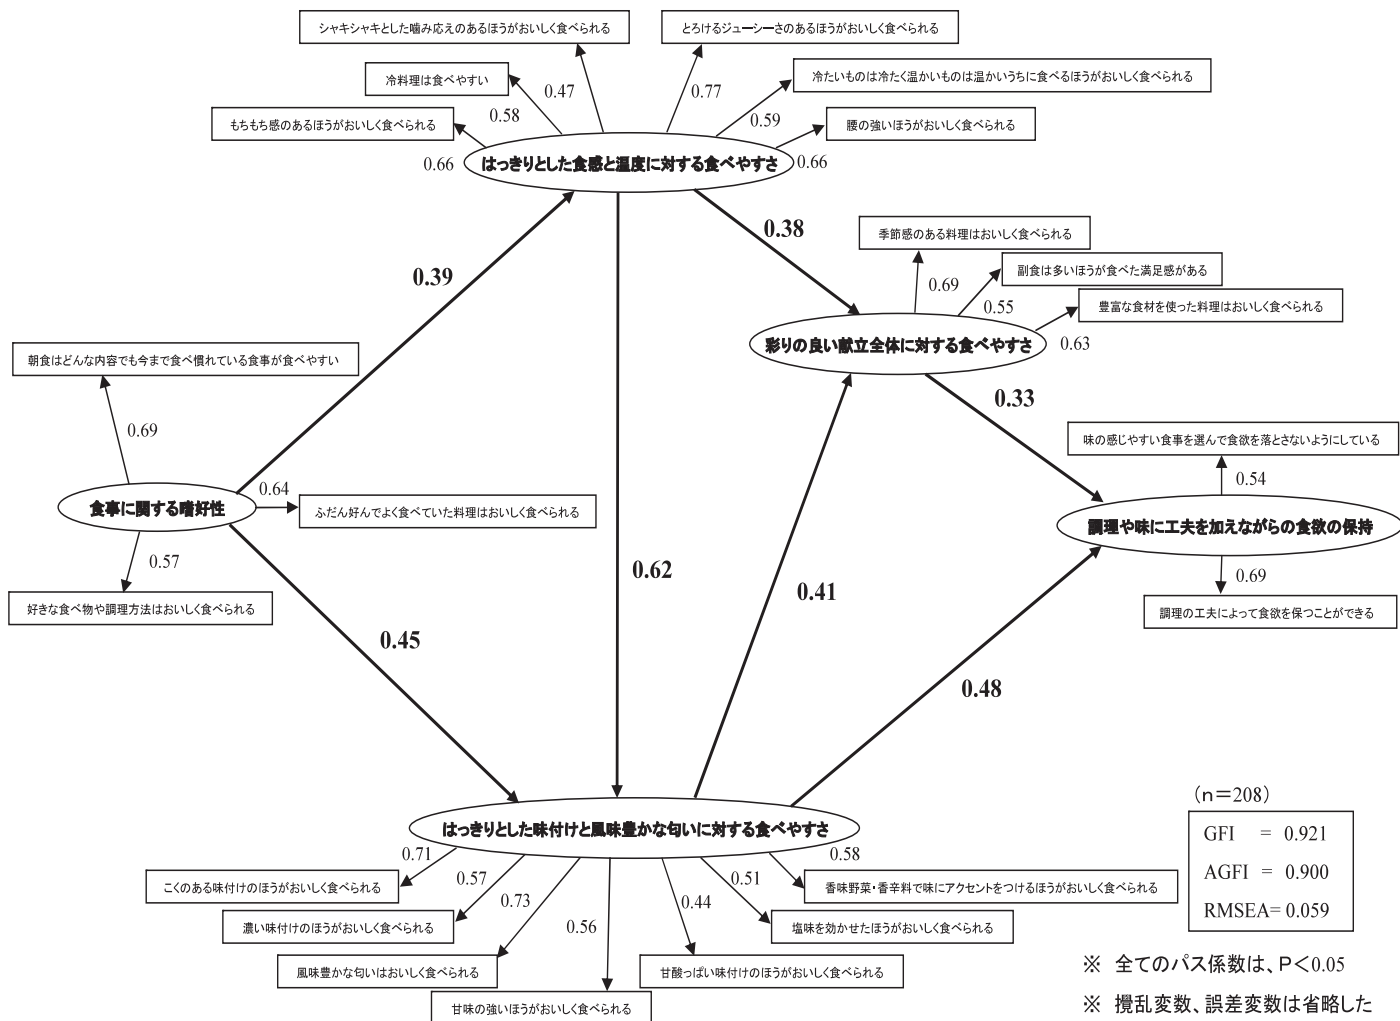 シャキシャキとした噛み応えのあるほうがおいしく食べられる
とろけるジューシーさのあるほうがおいしく食べられる
冷料理は食べやすい
0.47
0.77
冷たいものは冷たく温かいものは温かいうちに食べるほうがおいしく食べられる
もちもち感のあるほうがおいしく食べられる
0.58
0.59
腰の強いほうがおいしく食べられる
0.66
はっきりとした食感と温度に対する食べやすさ
0.66
0.39
0.38
季節感のある料理はおいしく食べられる
0.69
副食は多いほうが食べた満足感がある
0.55
豊富な食材を使った料理はおいしく食べられる
0.63
彩りの良い献立全体に対する食べやすさ
朝食はどんな内容でも今まで食べ慣れている食事が食べやすい
0.69
0.33
味の感じやすい食事を選んで食欲を落とさないようにしている
0.54
食事に関する嗜好性
0.64
ふだん好んでよく食べていた料理はおいしく食べられる
調理や味に工夫を加えながらの食欲の保持
0.57
0.62
0.41
0.69
好きな食べ物や調理方法はおいしく食べられる
調理の工夫によって食欲を保つことができる
0.45
0.48
はっきりとした味付けと風味豊かな匂いに対する食べやすさ
0.71
0.58
こくのある味付けのほうがおいしく食べられる
0.57
0.51
香味野菜・香辛料で味にアクセントをつけるほうがおいしく食べられる
濃い味付けのほうがおいしく食べられる
0.73
0.56
0.44
塩味を効かせたほうがおいしく食べられる
風味豊かな匂いはおいしく食べられる
甘酸っぱい味付けのほうがおいしく食べられる
甘味の強いほうがおいしく食べられる
(n=208)
GFI = 0.921
AGFI = 0.900
RMSEA= 0.059
※ 全てのパス係数は、P＜0.05
※ 攪乱変数、誤差変数は省略した